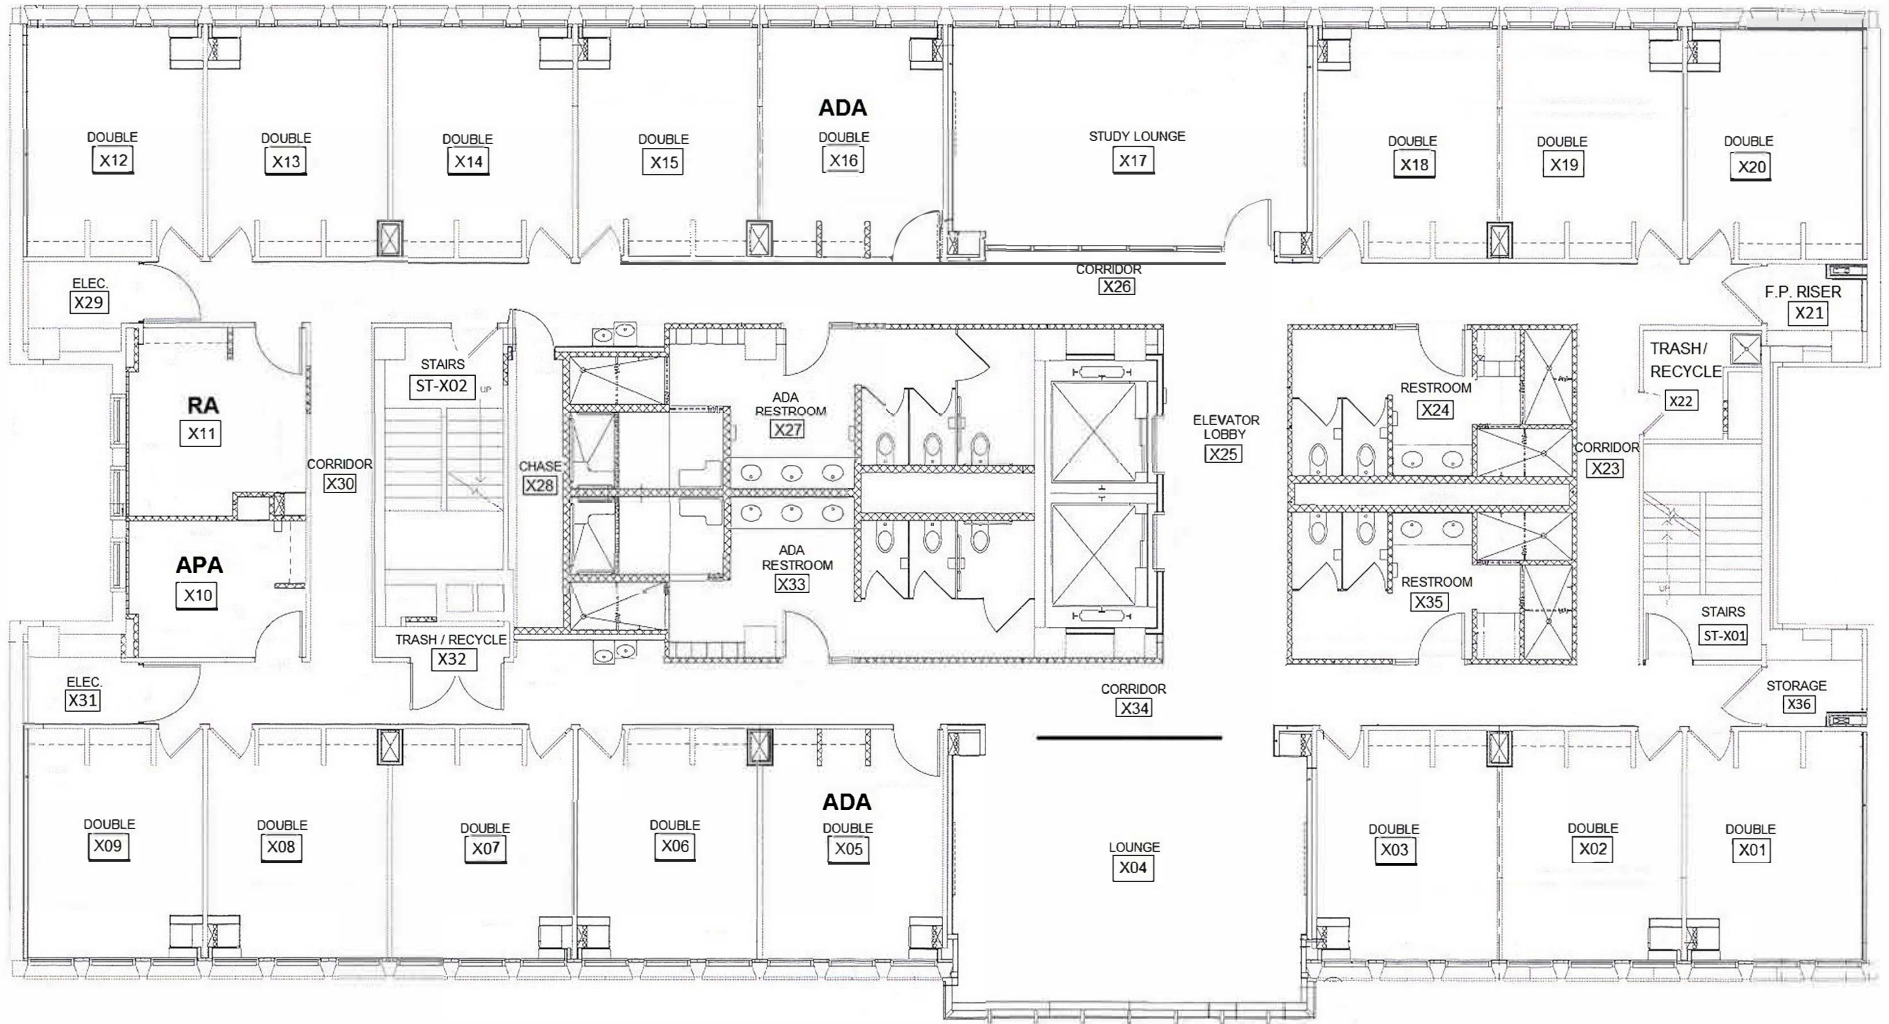 ADA
DOUBLE
X12
DOUBLE
X13
DOUBLE
X14
DOUBLE
X15
DOUBLE
X16
STUDY LOUNGE
X17
DOUBLE
X18
DOUBLE
X19
DOUBLE
X20
ELEC.
X29
CORRIDOR
X26
F.P. RISER
X21
STAIRS
ST-X02
UP
TRASH/
RECYCLE
X22
RA
X11
ADA
RESTROOM
X27
RESTROOM
X24
ELEVATOR
LOBBY
X25
CORRIDOR
X30
CHASE
X28
CORRIDOR
X23
APA
X10
ADA
RESTROOM
X33
RESTROOM
X35
UP
STAIRS
ST-X01
TRASH / RECYCLE
X32
ELEC.
X31
CORRIDOR
X34
STORAGE
X36
ADA
DOUBLE
X09
DOUBLE
X08
DOUBLE
X07
DOUBLE
X06
DOUBLE
X05
LOUNGE
X04
DOUBLE
X03
DOUBLE
X02
DOUBLE
X01